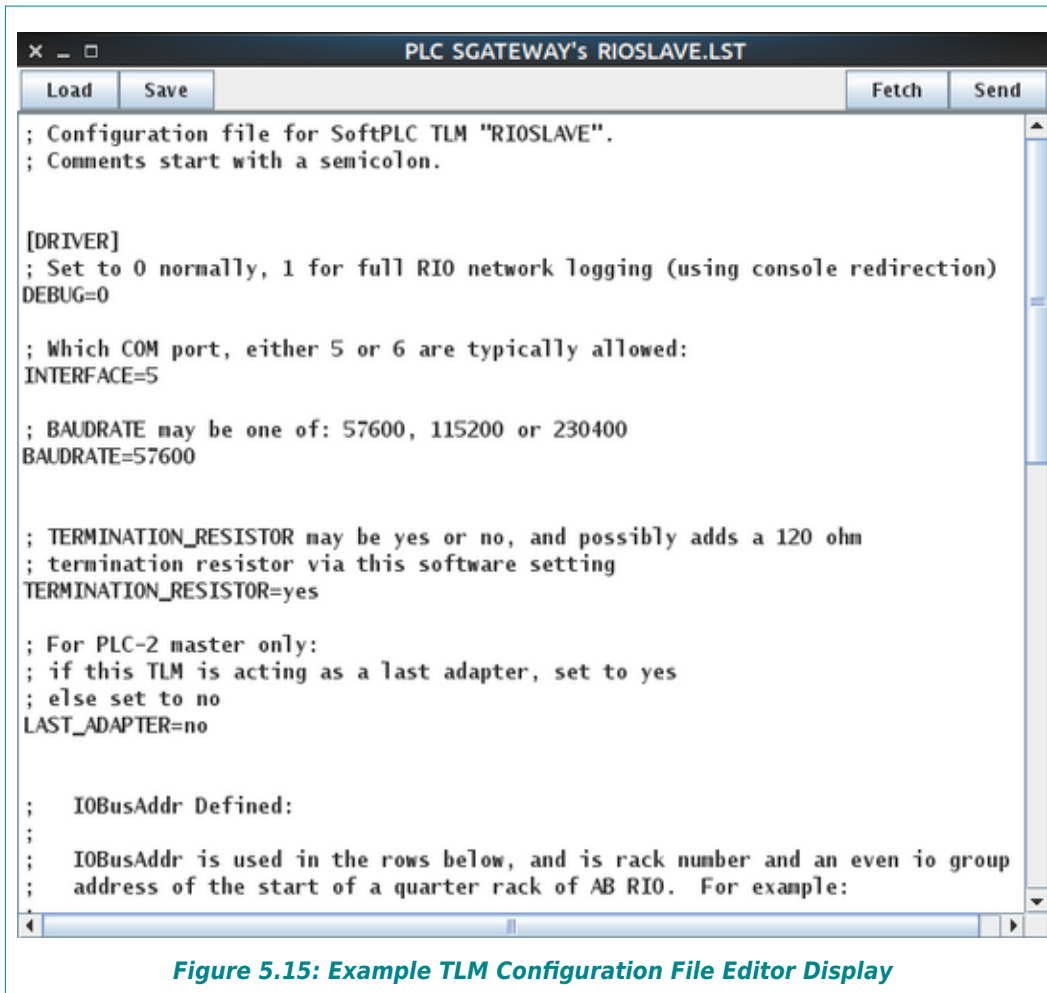 PLC SGATEWAY's RIOSLAVE.LST
Load Save Fetch Send
; Configuration file for SoftPLC TLM "RIOSLAVE".
; Comments start with a semicolon.
[DRIVER]
; Set to 0 normally, 1 for full RIO network logging (using console redirection)
DEBUG=0
; Which COM port, either 5 or 6 are typically allowed:
INTERFACE=5
; BAUDRATE may be one of: 57600, 115200 or 230400
BAUDRATE=57600
; TERMINATION_RESISTOR may be yes or no, and possibly adds a 120 ohm
; termination resistor via this software setting
TERMINATION_RESISTOR=yes
; For PLC-2 master only:
; if this TLM is acting as a last adapter, set to yes
; else set to no
LAST_ADAPTER=no
;   IOBusAddr Defined:
;
;   IOBusAddr is used in the rows below, and is rack number and an even io group
;   address of the start of a quarter rack of AB RIO.  For example:
Figure 5.15: Example TLM Configuration File Editor Display